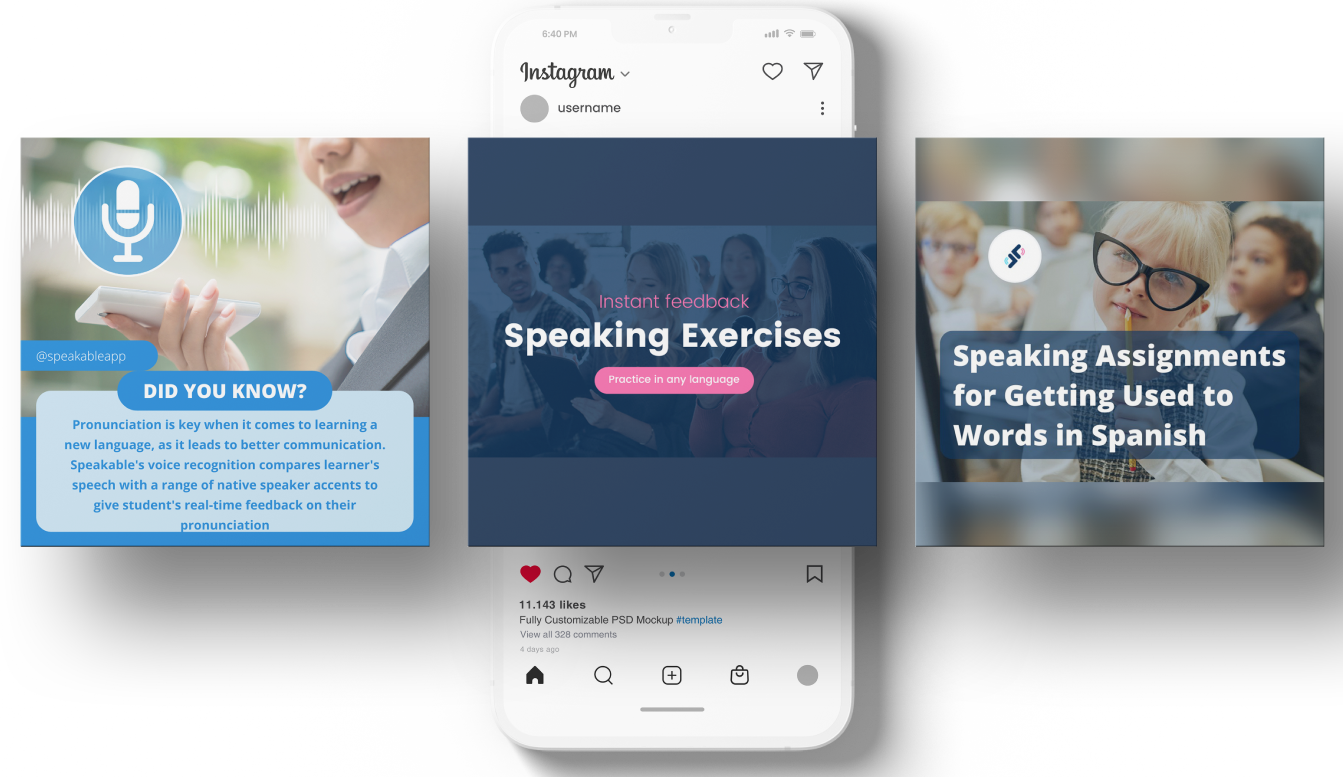 6:40 PM
Instagram
username
@speakableapp
DID YOU KNOW?
Pronunciation is key when it comes to learning a
new language, as it leads to better communication.
Speakable's voice recognition compares learner's
speech with a range of native speaker accents to
give student's real-time feedback on their
pronunciation
Instant feedback
Speaking Exercises
Practice in any language
Speaking Assignments
for Getting Used to
Words in Spanish
11.143 likes
Fully Customizable PSD Mockup #template
View all 328 comments
4 days ago